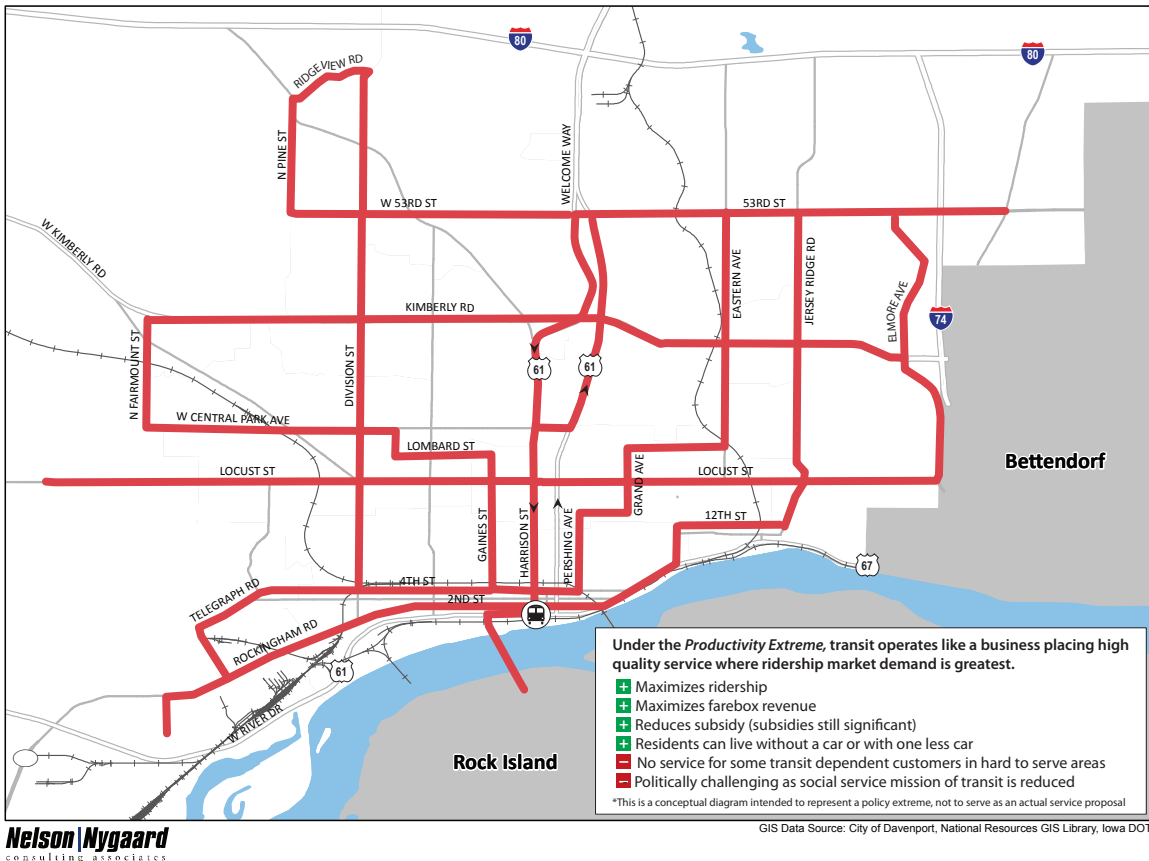 80
80
RIDGEVIEW RD
N PINE ST
WELCOME WAY
W 53RD ST
53RD ST
W KIMBERLY RD
EASTERN AVE
JERSEY RIDGE RD
ELMORE AVE
KIMBERLY RD
74
N FAIRMOUNT ST
DIVISION ST
61
61
W CENTRAL PARK AVE
LOMBARD ST
LOCUST ST
LOCUST ST
GRAND AVE
Bettendorf
GAINES ST
HARRISON ST
PERSHING AVE
12TH ST
67
4TH ST
2ND ST
TELEGRAPH RD
ROCKINGHAM RD
61
W RIVER DR
Rock Island
Under the Productivity Extreme, transit operates like a business placing high
quality service where ridership market demand is greatest.
+ Maximizes ridership
+ Maximizes farebox revenue
+ Reduces subsidy (subsidies still significant)
+ Residents can live without a car or with one less car
– No service for some transit dependent customers in hard to serve areas
– Politically challenging as social service mission of transit is reduced
*This is a conceptual diagram intended to represent a policy extreme, not to serve as an actual service proposal
Nelson|Nygaard
consulting associates
GIS Data Source: City of Davenport, National Resources GIS Library, Iowa DOT